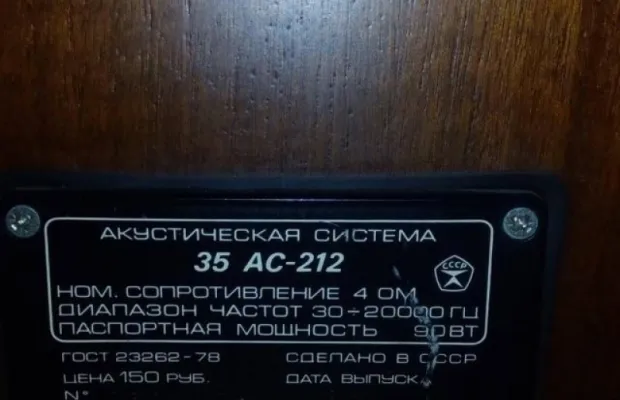 АКУСТИЧЕСКАЯ СИСТЕМА
35 АС-212
СССР
НОМ. СОПРОТИВЛЕНИЕ 4 ОМ
ДИАПАЗОН ЧАСТОТ 30÷20000 ГЦ
ПАСПОРТНАЯ МОЩНОСТЬ 90 ВТ
ГОСТ 23262-78 СДЕЛАНО В СССР
ЦЕНА 150 РУБ. ДАТА ВЫПУСК
N°